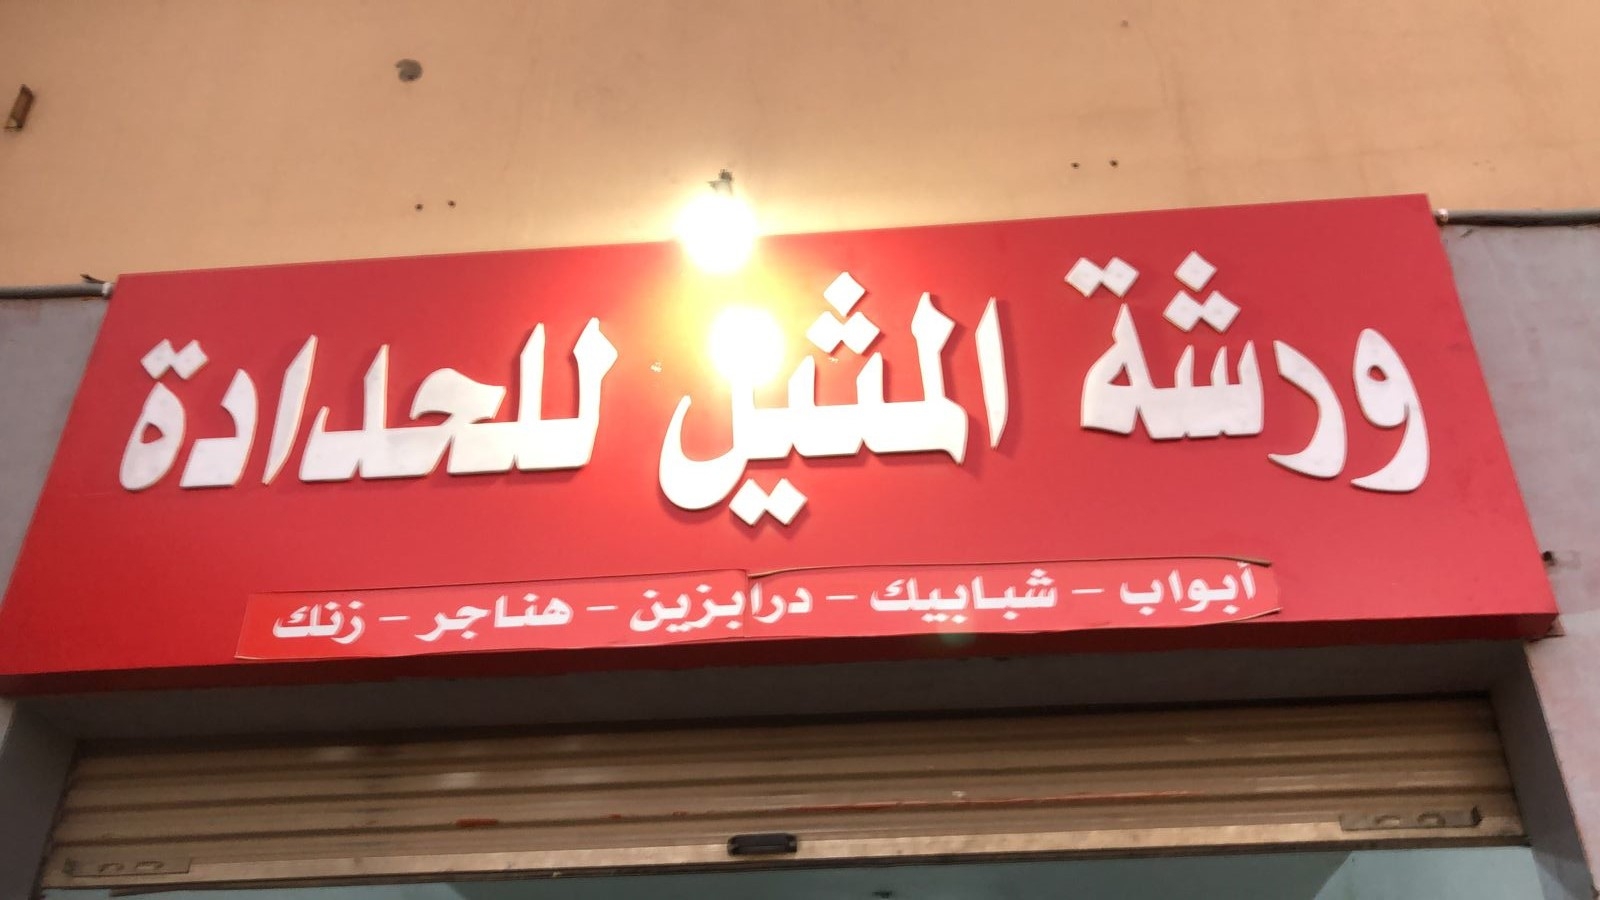 ورشة المثيل للحدادة
أبواب - شبابيك - درابزين - هناجر - زنك